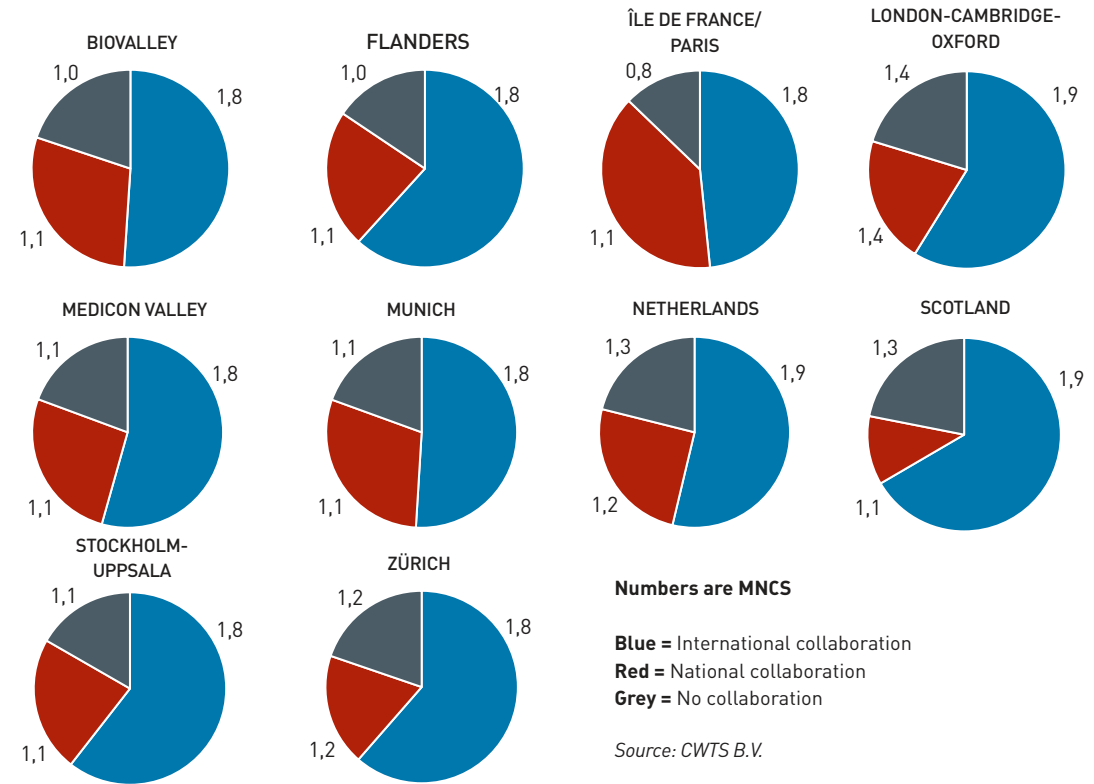 BIOVALLEY
1,0
1,8
1,1
FLANDERS
1,0
1,8
1,1
ÎLE DE FRANCE/
PARIS
0,8
1,8
1,1
LONDON-CAMBRIDGE-
OXFORD
1,4
1,9
1,4
MEDICON VALLEY
1,1
1,8
1,1
MUNICH
1,1
1,8
1,1
NETHERLANDS
1,3
1,9
1,2
SCOTLAND
1,3
1,9
1,1
STOCKHOLM-
UPPSALA
1,1
1,8
1,1
ZÜRICH
1,2
1,8
1,2
Numbers are MNCS
Blue = International collaboration
Red = National collaboration
Grey = No collaboration
Source: CWTS B.V.